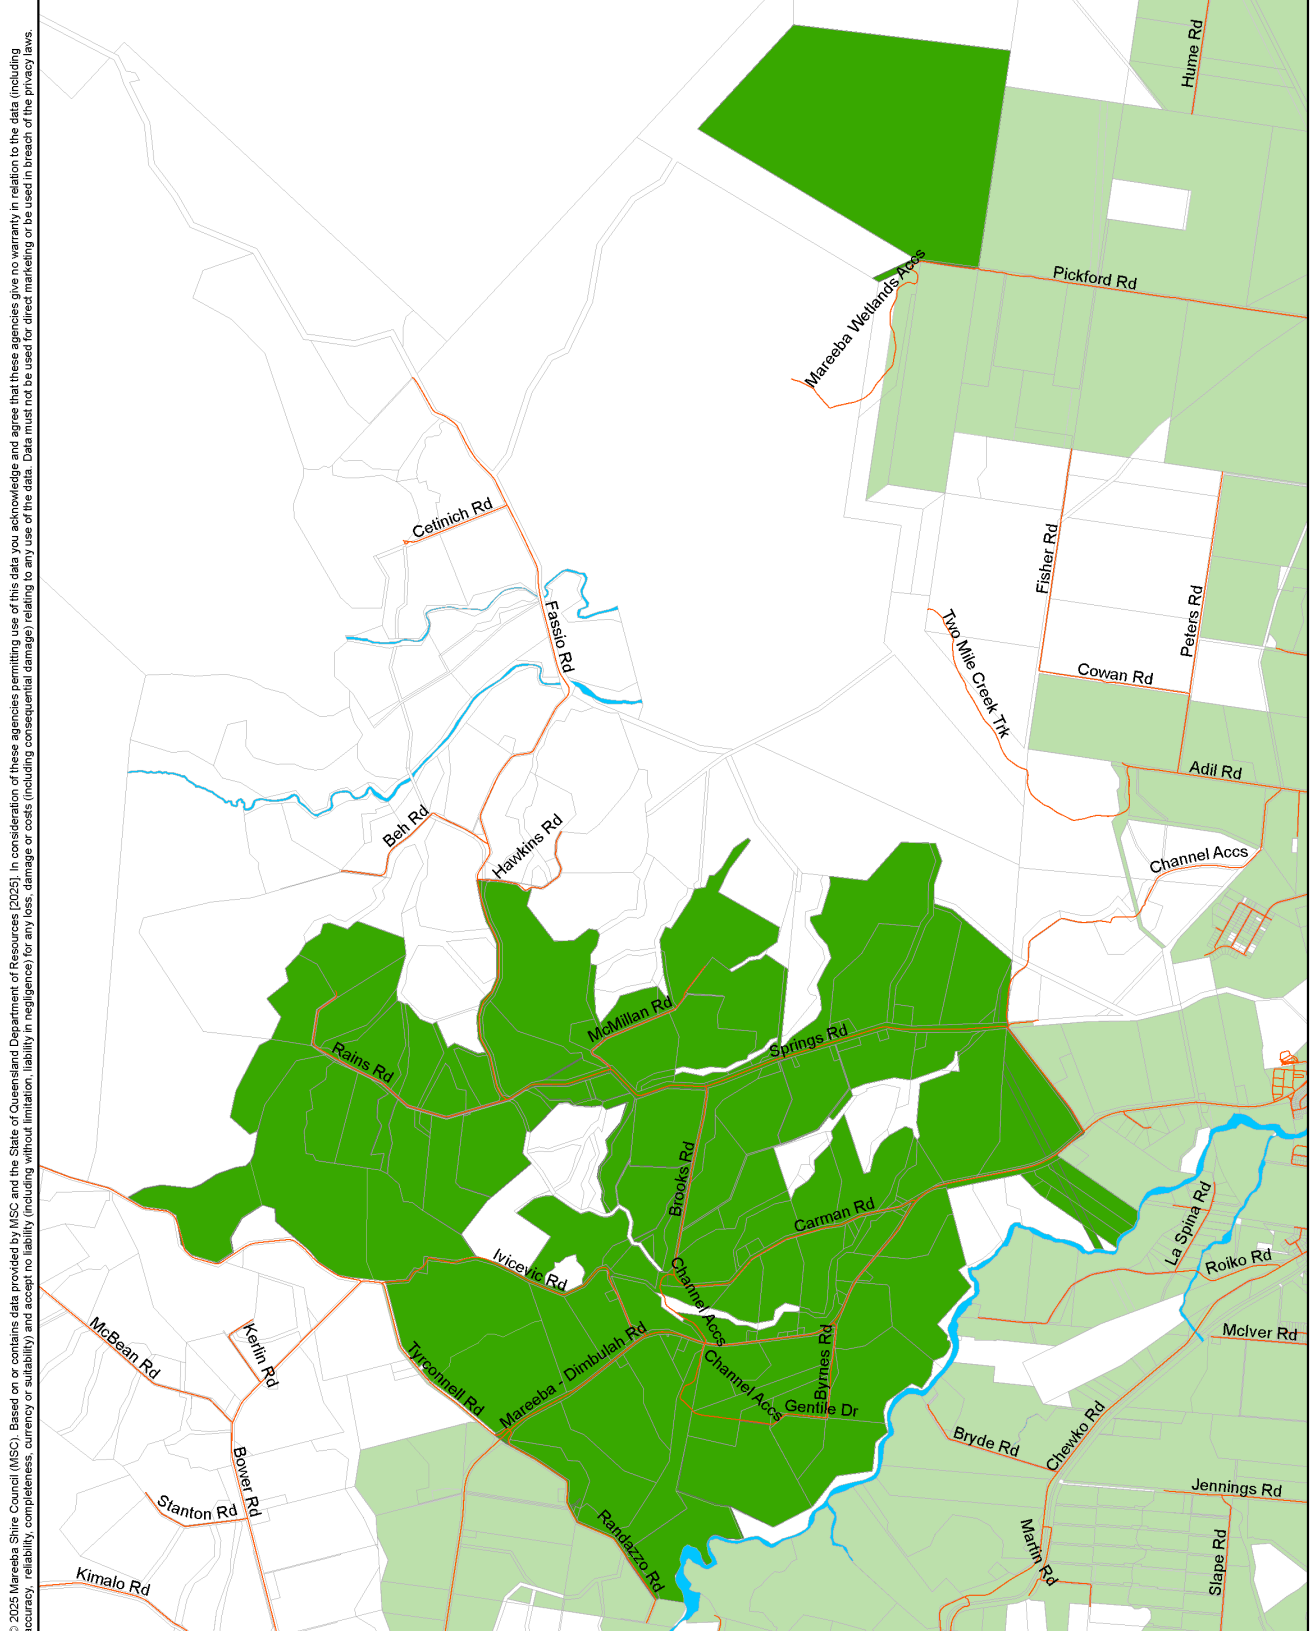 © 2025 Mareeba Shire Council (MSC). Based on or contains data provided by MSC and the State of Queensland Department of Resources [2025]. In consideration of these agencies permitting use of this data you acknowledge and agree that these agencies give no warranty in relation to the data (including
accuracy, reliability, completeness, currency or suitability) and accept no liability (including without limitation, liability in negligence) for any loss, damage or costs (including consequential damage) relating to any use of the data. Data must not be used for direct marketing or be used in breach of the privacy laws.
Hume Rd
Pickford Rd
Mareeba Wetlands Accs
Cetinich Rd
Fisher Rd
Peters Rd
Fassio Rd
Two Mile Creek Trk
Cowan Rd
Adil Rd
Beh Rd
Hawkins Rd
Channel Accs
McMillan Rd
Springs Rd
Rains Rd
Brooks Rd
Carman Rd
La Spina Rd
Ivicevic Rd
Channel Accs
Roiko Rd
McBean Rd
Kerlin Rd
Tyrconnell Rd
Mareeba - Dimbulah Rd
Channel Accs
Byrnes Rd
Gentile Dr
McIver Rd
Bryde Rd
Chewko Rd
Bower Rd
Stanton Rd
Jennings Rd
Randazzo Rd
Martin Rd
Slape Rd
Kimalo Rd